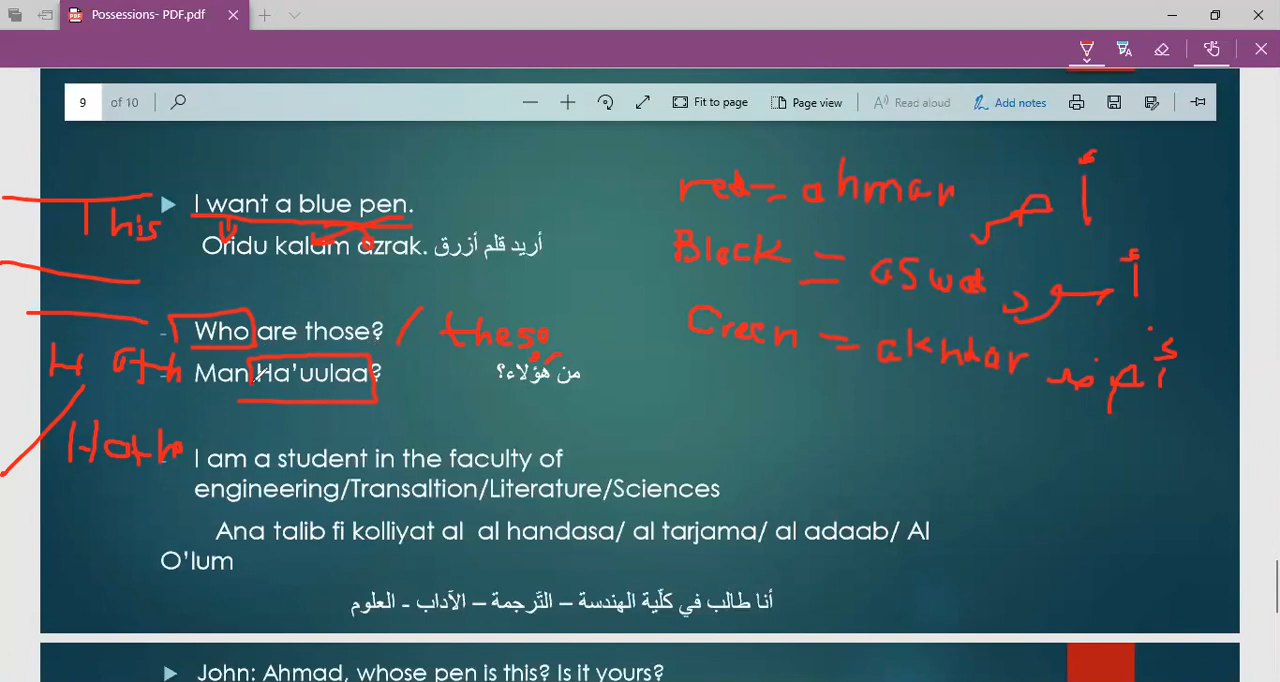 Possessions- PDF.pdf
9 of 10
Fit to page
Page view
Read aloud
Add notes
I want a blue pen.
Oridu kalam azrak. أريد قلم أزرق
- Who are those? / these
- Man Ha'uulaa? من هؤلاء؟
- I am a student in the faculty of
engineering/Transaltion/Literature/Sciences
Ana talib fi kolliyat al al handasa/ al tarjama/ al adaab/ Al
O'lum
أنا طالب في كلّية الهندسة – التَّرجمة – الآداب - العلوم
John: Ahmad, whose pen is this? Is it yours?
This
Hath
red = ahmar أحمر
Black = aswad أسود
Green = akhdar أخضر